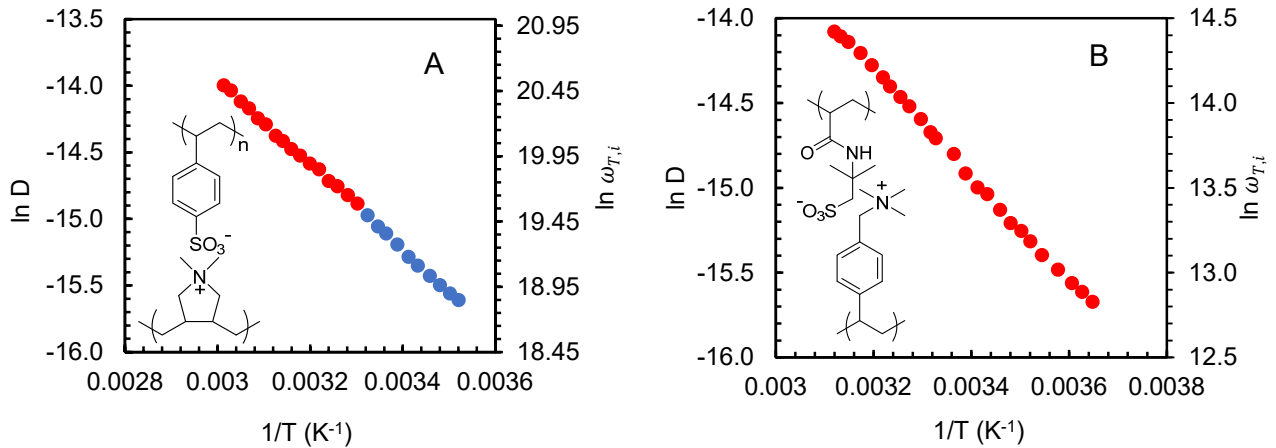 A
-13.5
-14.0
-14.5
-15.0
-15.5
-16.0
ln D
20.95
20.45
19.95
19.45
18.95
18.45
ln ω_{T,i}
0.0028
0.003
0.0032
0.0034
0.0036
1/T (K⁻¹)
n
SO₃⁻
N
+
B
-14.0
-14.5
-15.0
-15.5
-16.0
ln D
14.5
14.0
13.5
13.0
12.5
ln ω_{T,i}
0.003
0.0032
0.0034
0.0036
0.0038
1/T (K⁻¹)
O
NH
⁻O₃S
+
N